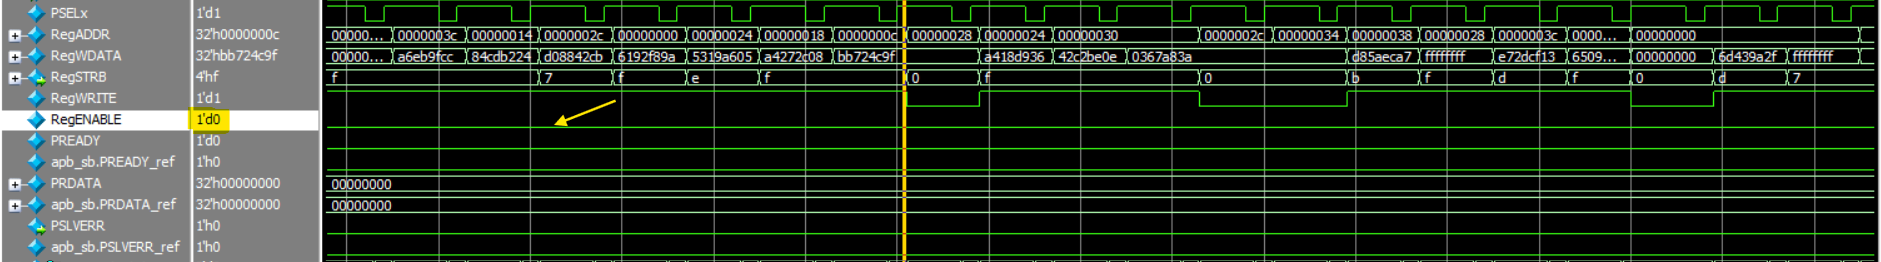 PSELx 1'd1
RegADDR 32'h0000000c 00000... 0000003c 00000014 0000002c 00000000 00000024 00000018 0000000c 00000028 00000024 00000030 0000002c 00000034 00000038 00000028 0000003c 0000... 00000000
RegWDATA 32'hbb724c9f 00000... a6eb9fcc 84cdb224 d08842cb 6192f89a 5319a605 a4272c08 bb724c9f a418d936 42c2be0e 0367a83a d85aeca7 ffffffff e72dcf13 6509... 00000000 6d439a2f ffffffff
RegSTRB 4'hf f 7 f e f 0 f 0 b f d f 0 d 7
RegWRITE 1'd1
RegENABLE 1'd0
PREADY 1'd0
apb_sb.PREADY_ref 1'h0
PRDATA 32'h00000000 00000000
apb_sb.PRDATA_ref 32'h00000000 00000000
PSLVERR 1'h0
apb_sb.PSLVERR_ref 1'h0